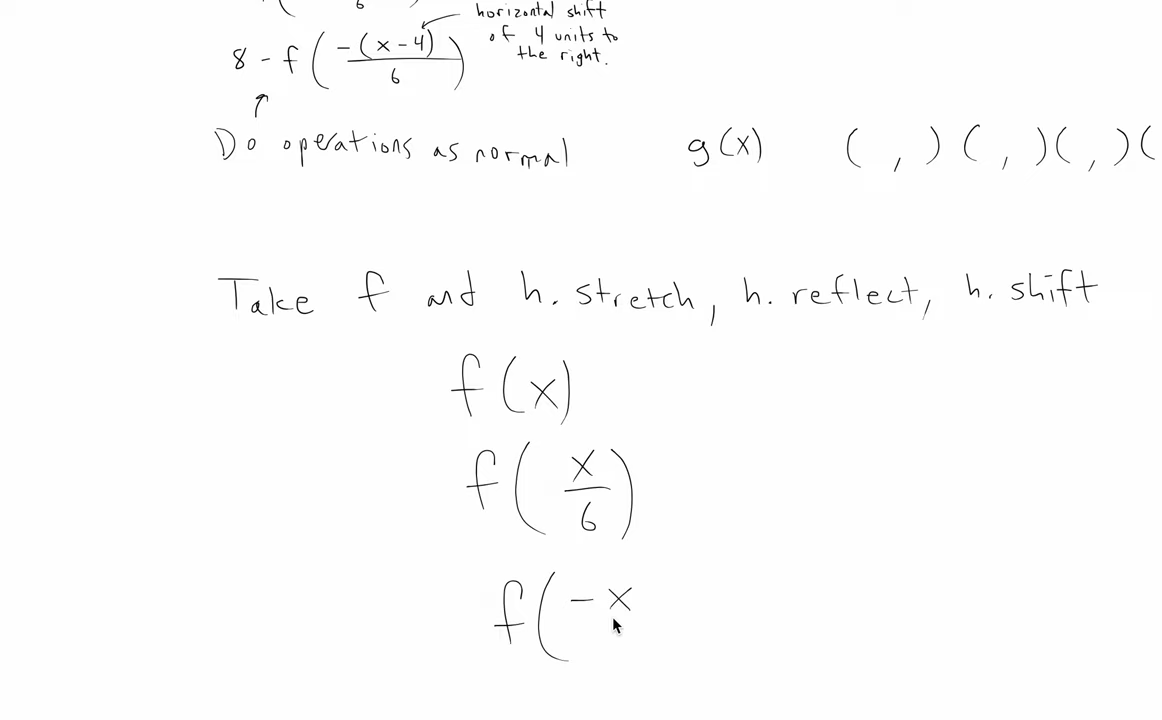 6
horizontal shift
of 4 units to
the right.
8 - f(-(x-4)/6)
Do operations as normal g(x) ( , ) ( , ) ( , ) (
Take f and h. stretch, h. reflect, h. shift
f(x)
f(x/6)
f(-x